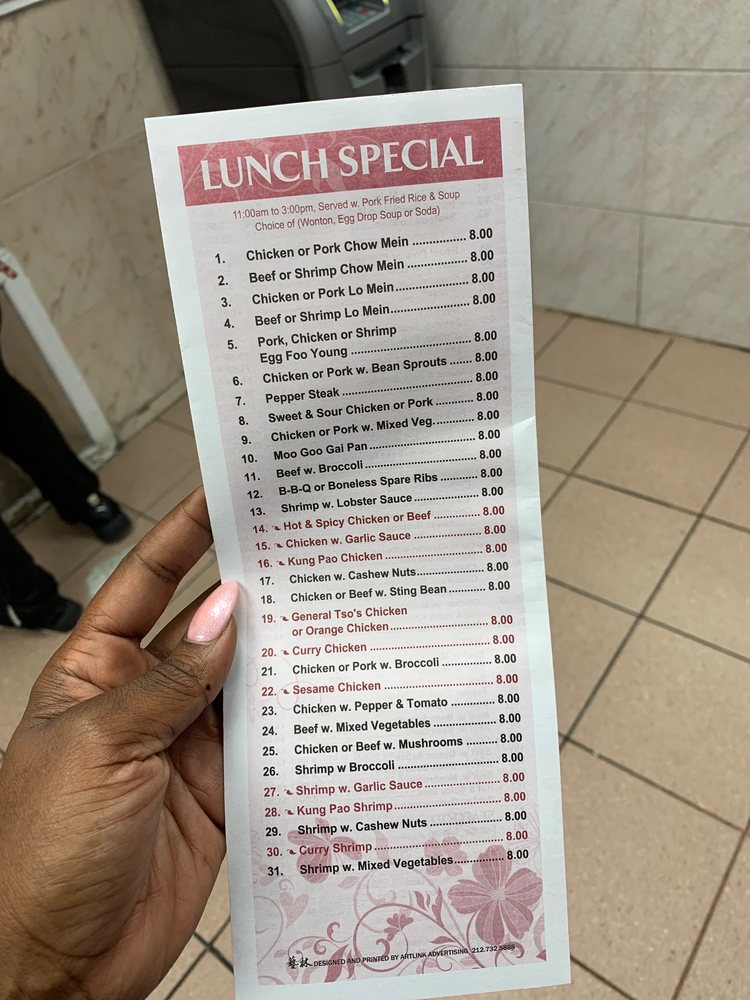 LUNCH SPECIAL
11:00am to 3:00pm, Served w. Pork Fried Rice & Soup
Choice of (Wonton, Egg Drop Soup or Soda)
1. Chicken or Pork Chow Mein ................ 8.00
2. Beef or Shrimp Chow Mein ................ 8.00
3. Chicken or Pork Lo Mein...................... 8.00
4. Beef or Shrimp Lo Mein........................ 8.00
5. Pork, Chicken or Shrimp
Egg Foo Young .................................... 8.00
6. Chicken or Pork w. Bean Sprouts ...... 8.00
7. Pepper Steak ....................................... 8.00
8. Sweet & Sour Chicken or Pork ........... 8.00
9. Chicken or Pork w. Mixed Veg............ 8.00
10. Moo Goo Gai Pan ................................ 8.00
11. Beef w. Broccoli .................................. 8.00
12. B-B-Q or Boneless Spare Ribs ........... 8.00
13. Shrimp w. Lobster Sauce .................... 8.00
14. Hot & Spicy Chicken or Beef .............. 8.00
15. Chicken w. Garlic Sauce ..................... 8.00
16. Kung Pao Chicken ............................... 8.00
17. Chicken w. Cashew Nuts..................... 8.00
18. Chicken or Beef w. Sting Bean ........... 8.00
19. General Tso's Chicken
or Orange Chicken............................... 8.00
20. Curry Chicken ..................................... 8.00
21. Chicken or Pork w. Broccoli ............... 8.00
22. Sesame Chicken ................................. 8.00
23. Chicken w. Pepper & Tomato ............. 8.00
24. Beef w. Mixed Vegetables ................... 8.00
25. Chicken or Beef w. Mushrooms ......... 8.00
26. Shrimp w Broccoli ............................... 8.00
27. Shrimp w. Garlic Sauce ....................... 8.00
28. Kung Pao Shrimp................................. 8.00
29. Shrimp w. Cashew Nuts ...................... 8.00
30. Curry Shrimp ....................................... 8.00
31. Shrimp w. Mixed Vegetables............... 8.00
藝林 DESIGNED AND PRINTED BY ARTLINK ADVERTISING 212.732.5888